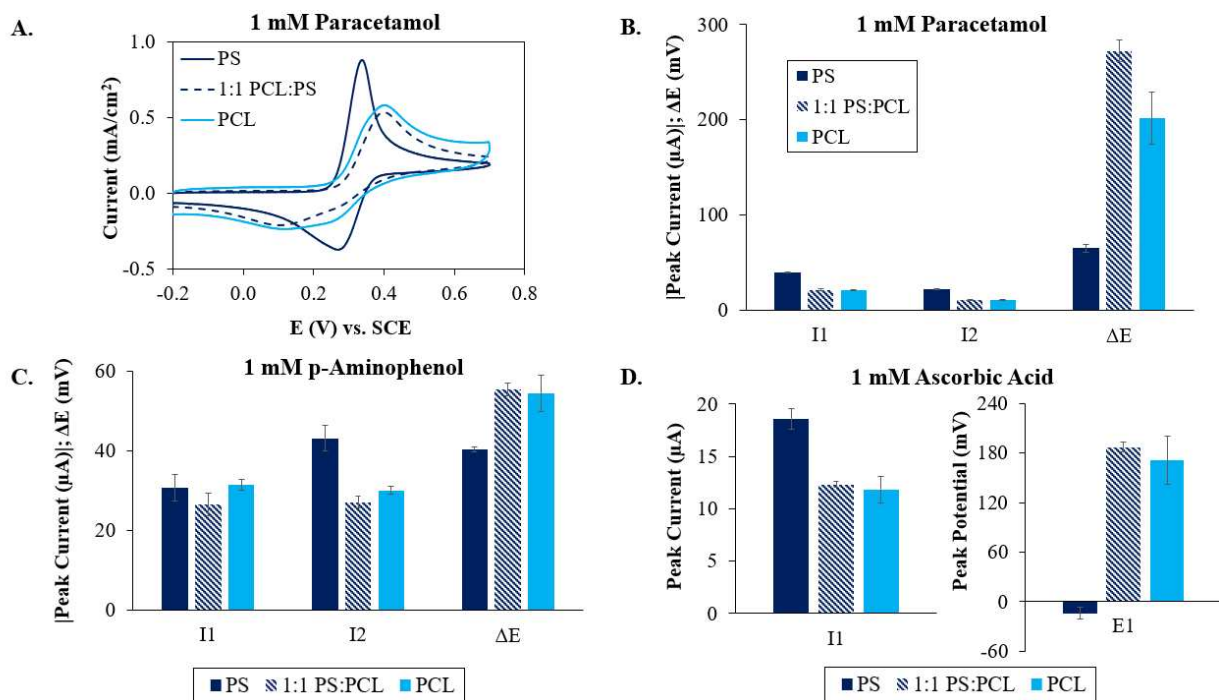 A.
1 mM Paracetamol
Current (mA/cm²)
1.0
0.5
0.0
-0.5
PS
1:1 PCL:PS
PCL
-0.2 0.0 0.2 0.4 0.6 0.8
E (V) vs. SCE
B.
1 mM Paracetamol
|Peak Current (µA)|; ΔE (mV)
300
200
100
0
PS
1:1 PS:PCL
PCL
I1 I2 ΔE
C.
1 mM p-Aminophenol
|Peak Current (µA)|; ΔE (mV)
60
40
20
0
I1 I2 ΔE
PS 1:1 PS:PCL PCL
D.
1 mM Ascorbic Acid
Peak Current (µA)
20
15
10
5
0
I1
Peak Potential (mV)
240
180
120
60
0
-60
E1
PS 1:1 PS:PCL PCL